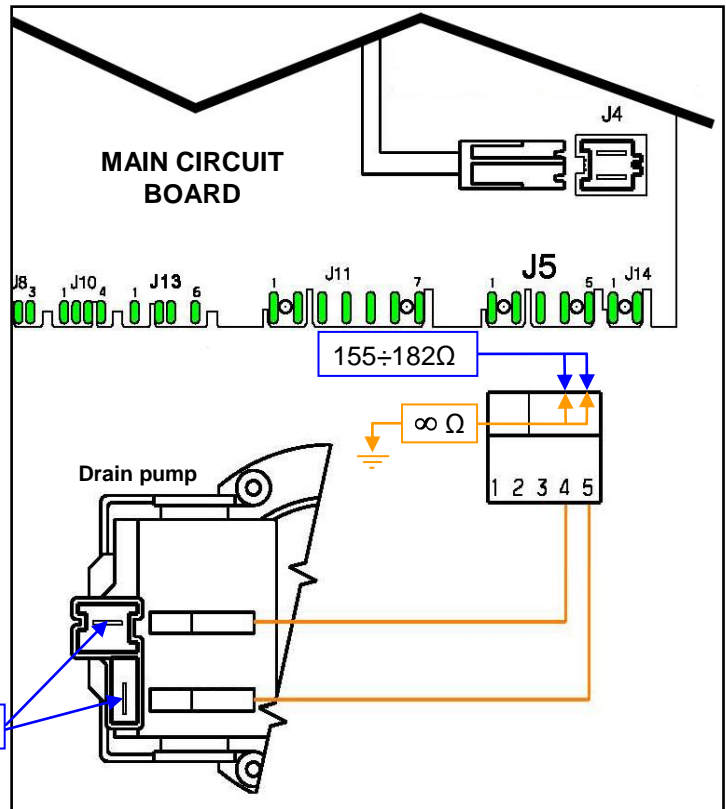 J4
MAIN CIRCUIT
BOARD
J8 3 1 J10 4 1 J13 6 1 J11 7 1 J5 5 1 J14
155÷182Ω
∞ Ω
Drain pump
1 2 3 4 5